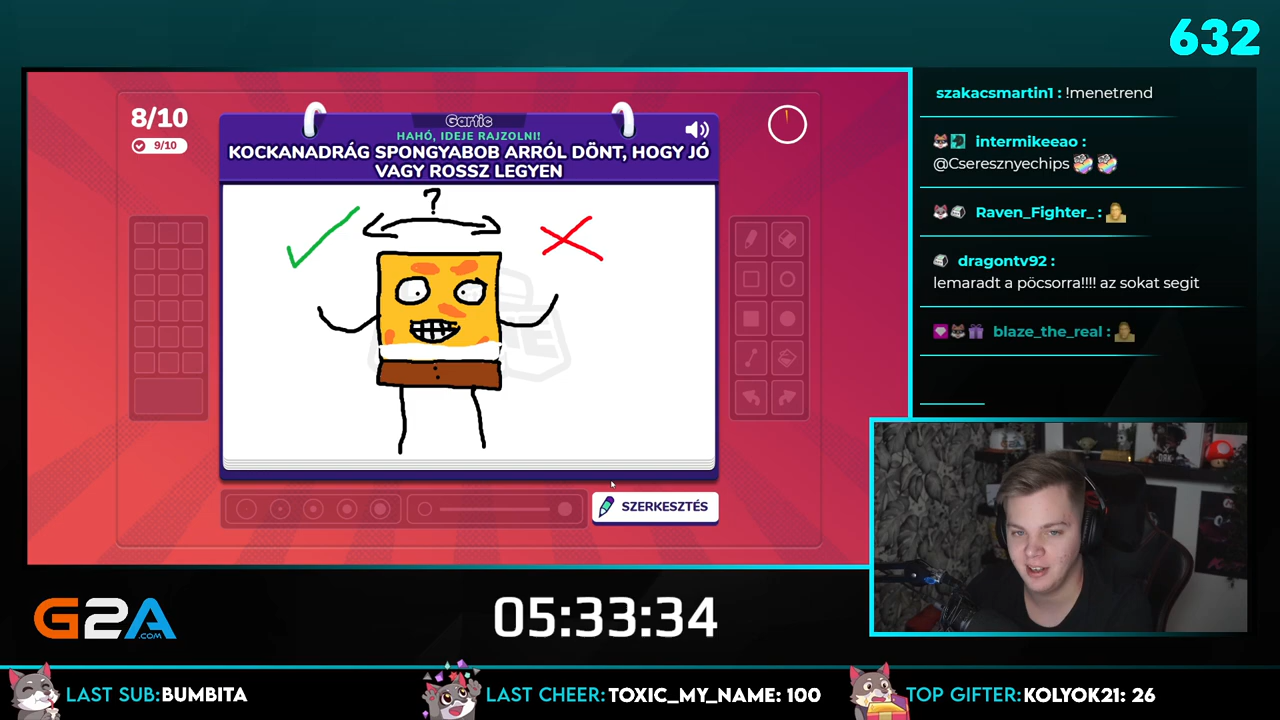 632
szakacsmartin1 : !menetrend
intermikeeao :
@Cseresznyechips
Raven_Fighter_ :
dragontv92 :
lemaradt a pöcsorra!!!! az sokat segit
blaze_the_real :
8/10
9/10
Gartic
HAHÓ, IDEJE RAJZOLNI!
KOCKANADRÁG SPONGYABOB ARRÓL DÖNT, HOGY JÓ
VAGY ROSSZ LEGYEN
?
SZERKESZTÉS
G2A
.COM
05:33:34
LAST SUB:BUMBITA
LAST CHEER:TOXIC_MY_NAME: 100
TOP GIFTER:KOLYOK21: 26